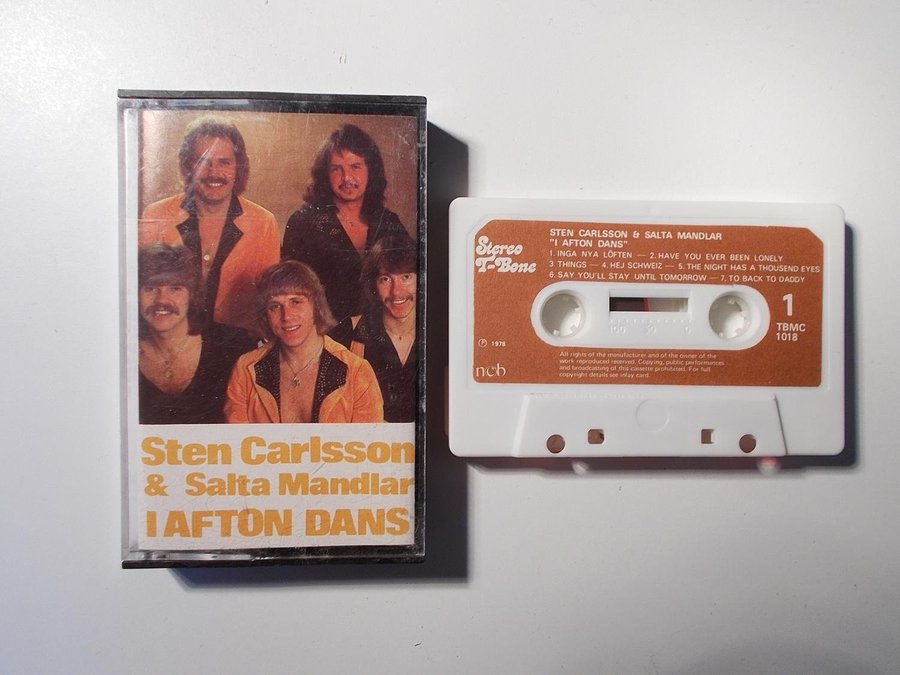 Sten Carlsson
& Salta Mandlar
I AFTON DANS
Stereo
T-Bone
STEN CARLSSON & SALTA MANDLAR
"I AFTON DANS"
1. INGA NYA LÖFTEN — 2. HAVE YOU EVER BEEN LONELY
3. THINGS — 4. HEJ SCHWEIZ — 5. THE NIGHT HAS A THOUSEND EYES
6. SAY YOU'LL STAY UNTIL TOMORROW — 7. TO BACK TO DADDY
100 50 0
1
TBMC
1018
℗ 1978
All rights of the manufacturer and of the owner of the
work reproduced reserved. Copying, public performances
and broadcasting of this cassette prohibited. For full
copyright details see inlay card.
ncb